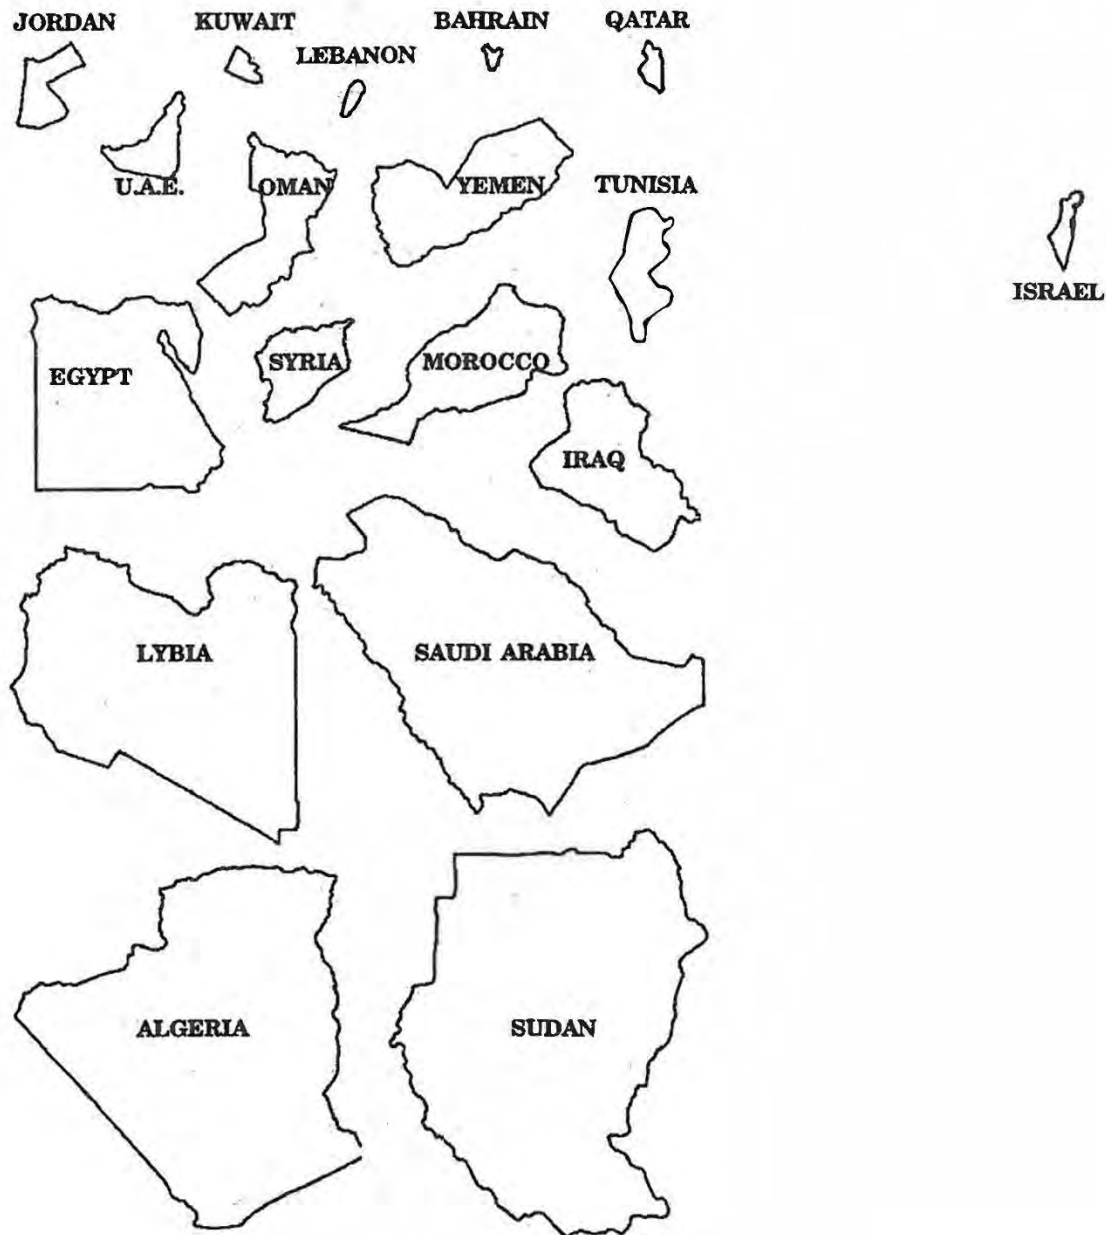 JORDAN
KUWAIT
BAHRAIN
QATAR
LEBANON
U.A.E.
OMAN
YEMEN
TUNISIA
ISRAEL
EGYPT
SYRIA
MOROCCO
IRAQ
LYBIA
SAUDI ARABIA
ALGERIA
SUDAN